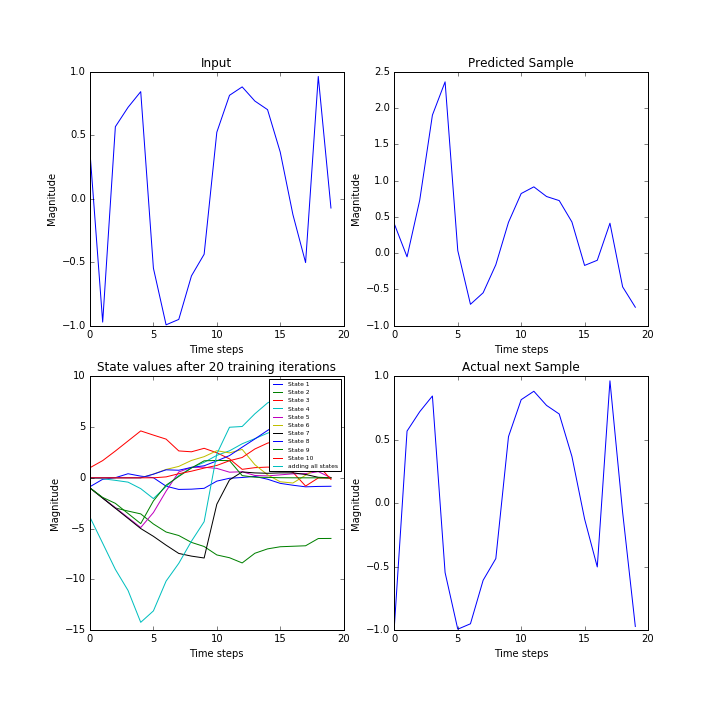 Input
1.0
0.5
0.0
−0.5
−1.0
0 5 10 15 20
Magnitude
Time steps
Predicted Sample
2.5
2.0
1.5
1.0
0.5
0.0
−0.5
−1.0
0 5 10 15 20
Magnitude
Time steps
State values after 20 training iterations
10
5
0
−5
−10
−15
0 5 10 15 20
Magnitude
Time steps
State 1
State 2
State 3
State 4
State 5
State 6
State 7
State 8
State 9
State 10
adding all states
Actual next Sample
1.0
0.5
0.0
−0.5
−1.0
0 5 10 15 20
Magnitude
Time steps